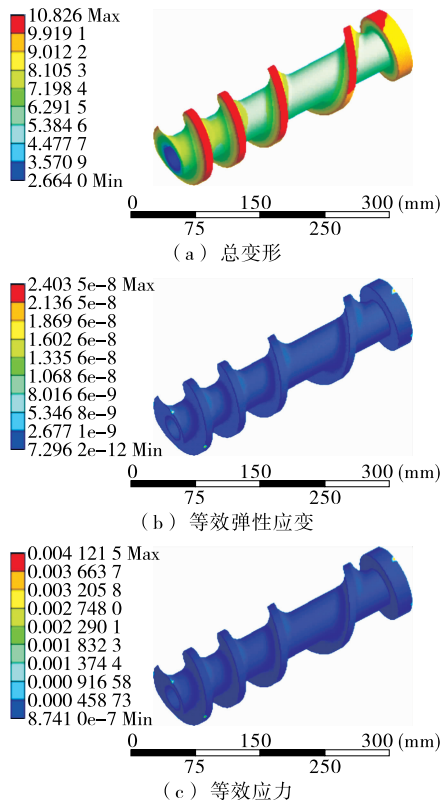 10.826 Max
9.919 1
9.012 2
8.105 3
7.198 4
6.291 5
5.384 6
4.477 7
3.570 9
2.664 0 Min
0 150 300 (mm)
75 250
(a) 总变形
2.403 5e-8 Max
2.136 5e-8
1.869 6e-8
1.602 6e-8
1.335 6e-8
1.068 6e-8
8.016 6e-9
5.346 8e-9
2.677 1e-9
7.296 2e-12 Min
0 150 300 (mm)
75 250
(b) 等效弹性应变
0.004 121 5 Max
0.003 663 7
0.003 205 8
0.002 748 0
0.002 290 1
0.001 832 3
0.001 374 4
0.000 916 58
0.000 458 73
8.741 0e-7 Min
0 150 300 (mm)
75 250
(c) 等效应力